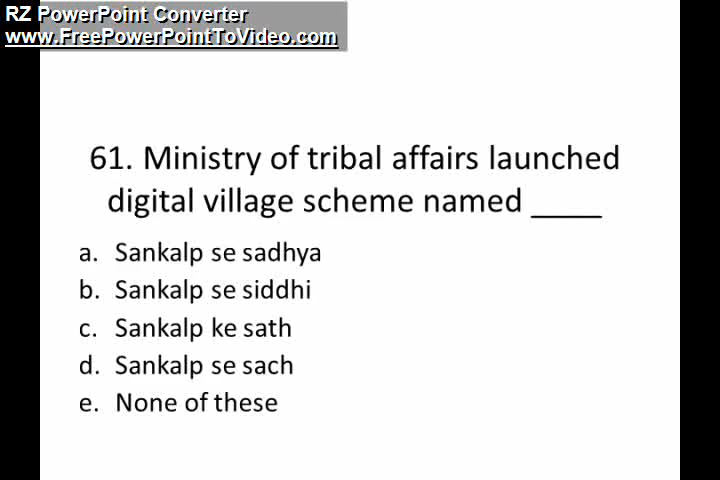 RZ PowerPoint Converter
www.FreePowerPointToVideo.com
61. Ministry of tribal affairs launched
digital village scheme named ____
a. Sankalp se sadhya
b. Sankalp se siddhi
c. Sankalp ke sath
d. Sankalp se sach
e. None of these